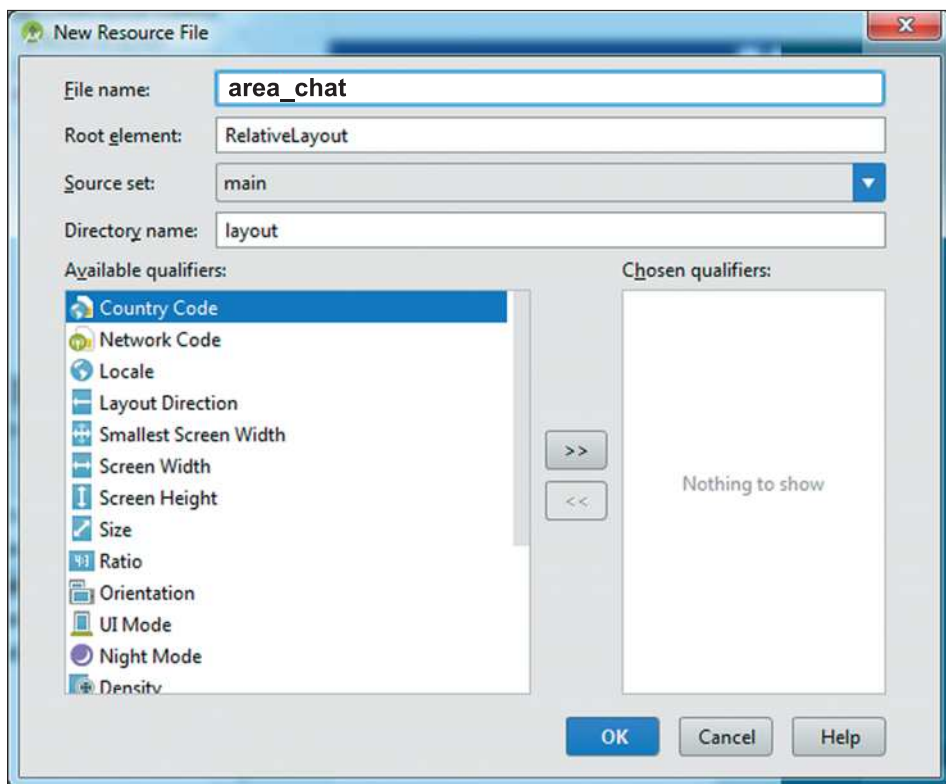 New Resource File
File name: area_chat
Root element: RelativeLayout
Source set: main
Directory name: layout
Available qualifiers:
Chosen qualifiers:
Country Code
Network Code
Locale
Layout Direction
Smallest Screen Width
Screen Width
Screen Height
Size
Ratio
Orientation
UI Mode
Night Mode
Density
>>
<<
Nothing to show
OK Cancel Help